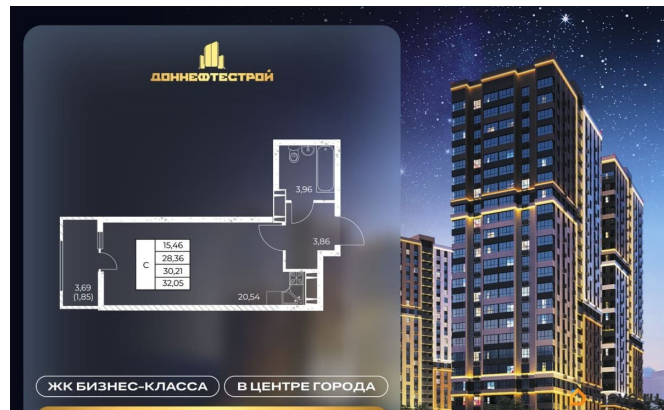 ДОННЕФТЕСТРОЙ
3,96
3,86
С
15,46
28,36
30,21
32,05
3,69
(1,85)
20,54
ЖК БИЗНЕС-КЛАССА
В ЦЕНТРЕ ГОРОДА